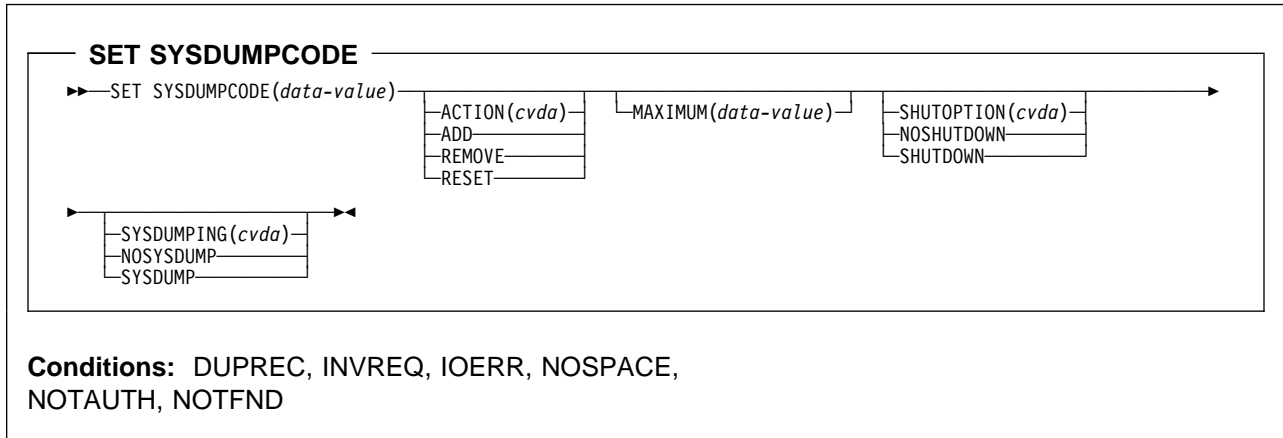 SET SYSDUMPCODE
SET SYSDUMPCODE(data-value)
ACTION(cvda) MAXIMUM(data-value) SHUTOPTION(cvda)
ADD NOSHUTDOWN
REMOVE SHUTDOWN
RESET
SYSDUMPING(cvda)
NOSYSDUMP
SYSDUMP
Conditions: DUPREC, INVREQ, IOERR, NOSPACE,
NOTAUTH, NOTFND